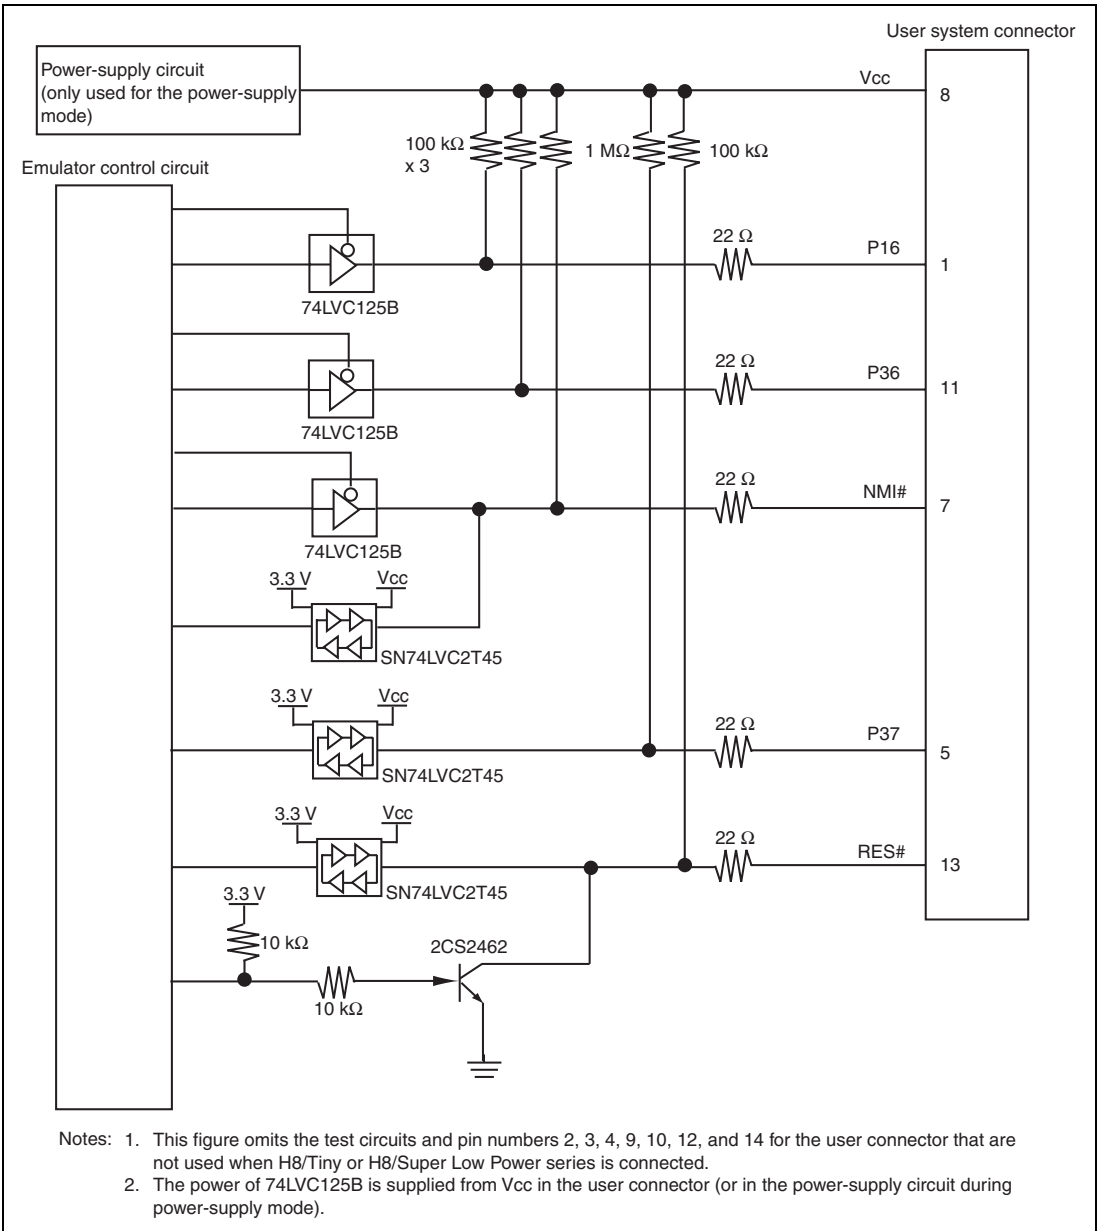 User system connector
Power-supply circuit
(only used for the power-supply
mode)
Vcc
8
100 kΩ
x 3
1 MΩ
100 kΩ
Emulator control circuit
22 Ω
P16
1
74LVC125B
22 Ω
P36
11
74LVC125B
22 Ω
NMI#
7
74LVC125B
3.3 V
Vcc
SN74LVC2T45
3.3 V
Vcc
22 Ω
P37
5
SN74LVC2T45
3.3 V
Vcc
22 Ω
RES#
13
SN74LVC2T45
3.3 V
10 kΩ
2CS2462
10 kΩ
Notes: 1. This figure omits the test circuits and pin numbers 2, 3, 4, 9, 10, 12, and 14 for the user connector that are
not used when H8/Tiny or H8/Super Low Power series is connected.
2. The power of 74LVC125B is supplied from Vcc in the user connector (or in the power-supply circuit during
power-supply mode).